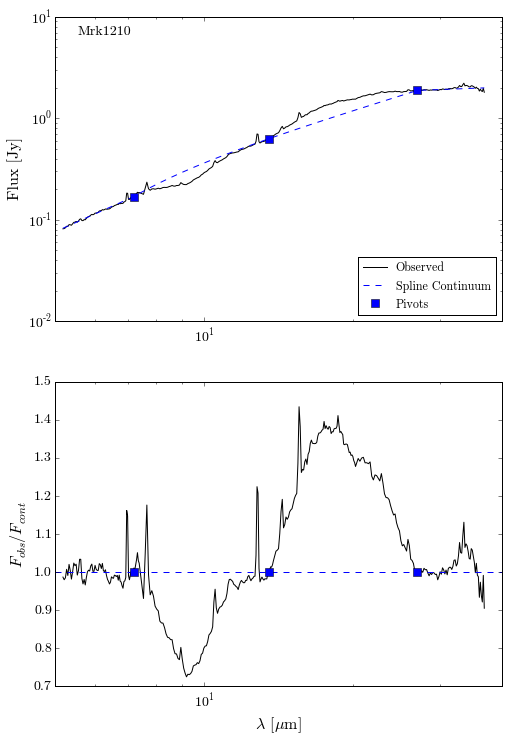 10^1
Mrk1210
10^0
Flux [Jy]
10^-1
Observed
Spline Continuum
Pivots
10^-2
10^1
1.5
1.4
1.3
1.2
F_obs/F_cont
1.1
1.0
0.9
0.8
0.7
10^1
λ [μm]